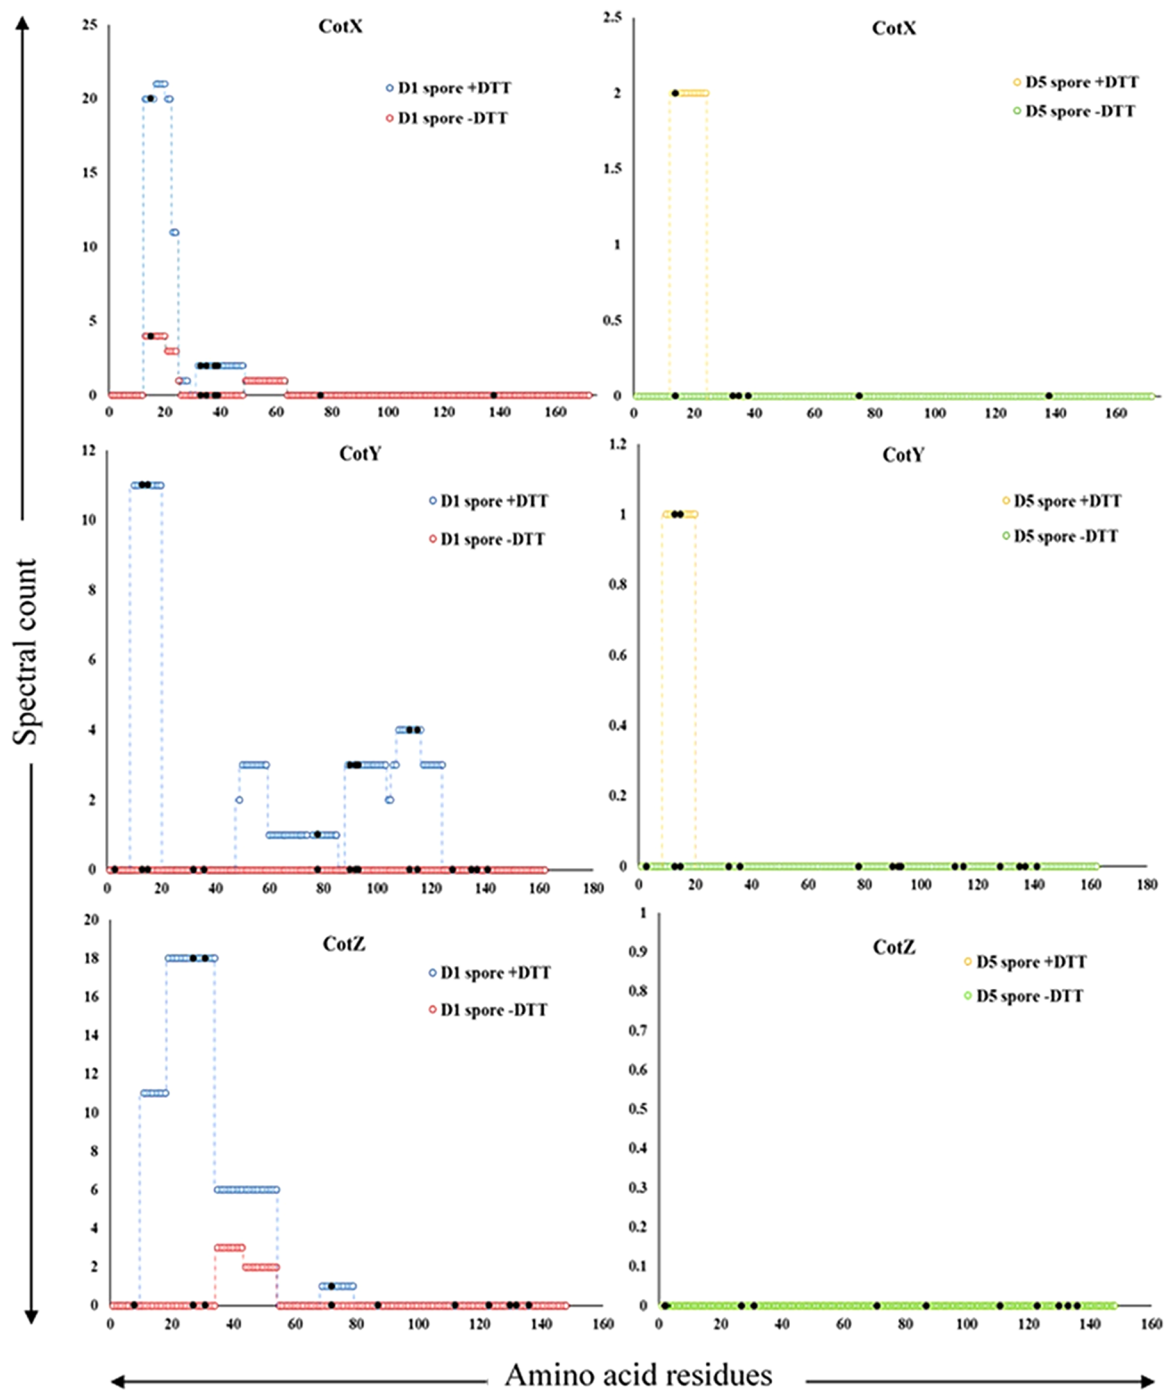 CotX
D1 spore +DTT
D1 spore -DTT
25
20
15
10
5
0
0 20 40 60 80 100 120 140 160
CotX
D5 spore +DTT
D5 spore -DTT
2.5
2
1.5
1
0.5
0
0 20 40 60 80 100 120 140 160
CotY
D1 spore +DTT
D1 spore -DTT
12
10
8
6
4
2
0
0 20 40 60 80 100 120 140 160 180
CotY
D5 spore +DTT
D5 spore -DTT
1.2
1
0.8
0.6
0.4
0.2
0
0 20 40 60 80 100 120 140 160 180
CotZ
D1 spore +DTT
D1 spore -DTT
20
18
16
14
12
10
8
6
4
2
0
0 20 40 60 80 100 120 140 160
CotZ
D5 spore +DTT
D5 spore -DTT
1
0.9
0.8
0.7
0.6
0.5
0.4
0.3
0.2
0.1
0
0 20 40 60 80 100 120 140 160
Spectral count
Amino acid residues